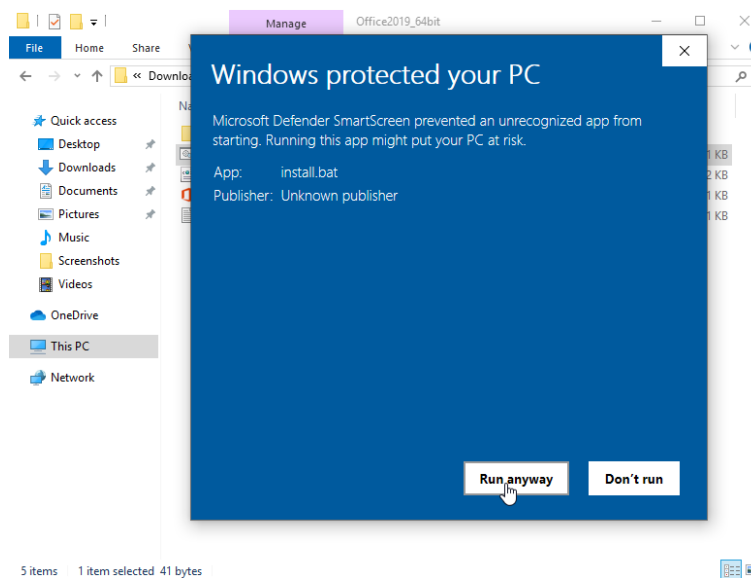 Manage
Office2019_64bit
File
Home
Share
« Downloa
Windows protected your PC
Microsoft Defender SmartScreen prevented an unrecognized app from
starting. Running this app might put your PC at risk.
App: install.bat
Publisher: Unknown publisher
Run anyway
Don't run
Quick access
Desktop
Downloads
Documents
Pictures
Music
Screenshots
Videos
OneDrive
This PC
Network
Na
1 KB
2 KB
1 KB
1 KB
5 items
1 item selected 41 bytes